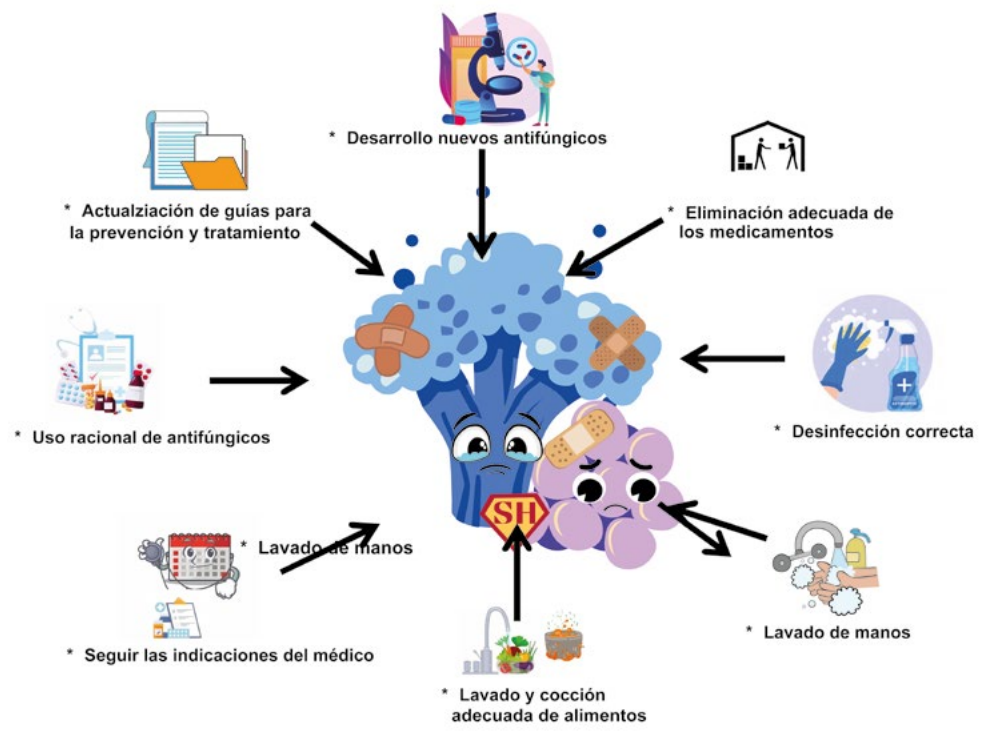 * Desarrollo nuevos antifúngicos
* Actualziación de guías para
la prevención y tratamiento
* Eliminación adecuada de
los medicamentos
* Uso racional de antifúngicos
* Desinfección correcta
SH
* Lavado de manos
* Seguir las indicaciones del médico
* Lavado de manos
* Lavado y cocción
adecuada de alimentos